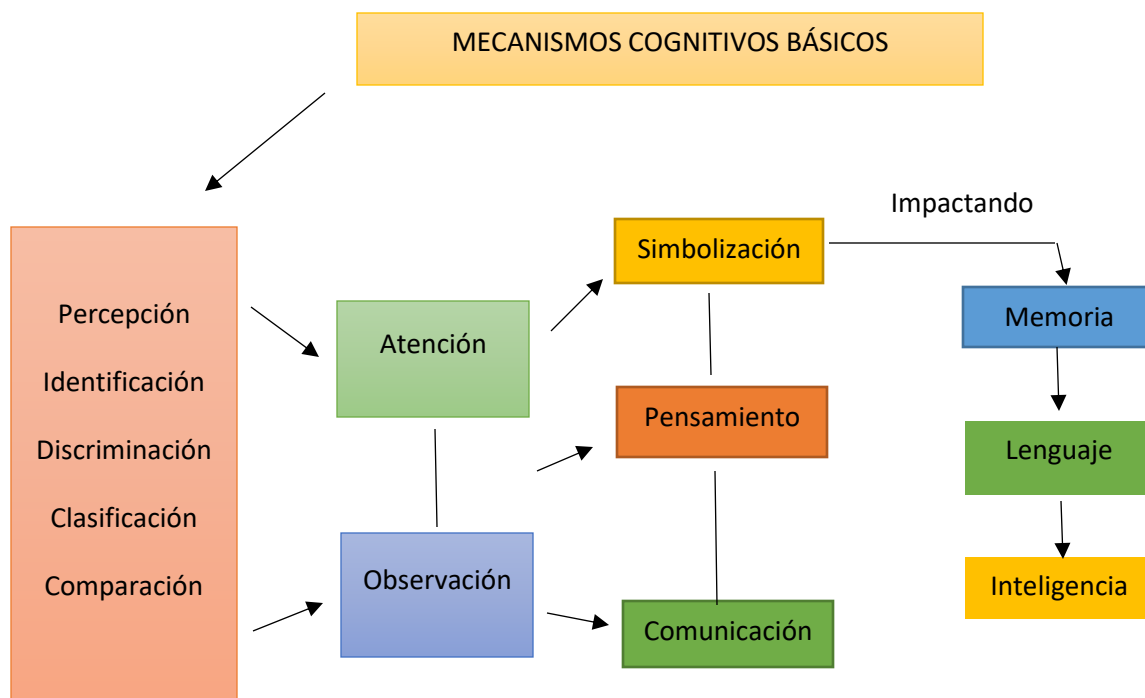 MECANISMOS COGNITIVOS BÁSICOS
Percepción
Identificación
Discriminación
Clasificación
Comparación
Atención
Observación
Simbolización
Pensamiento
Comunicación
Impactando
Memoria
Lenguaje
Inteligencia